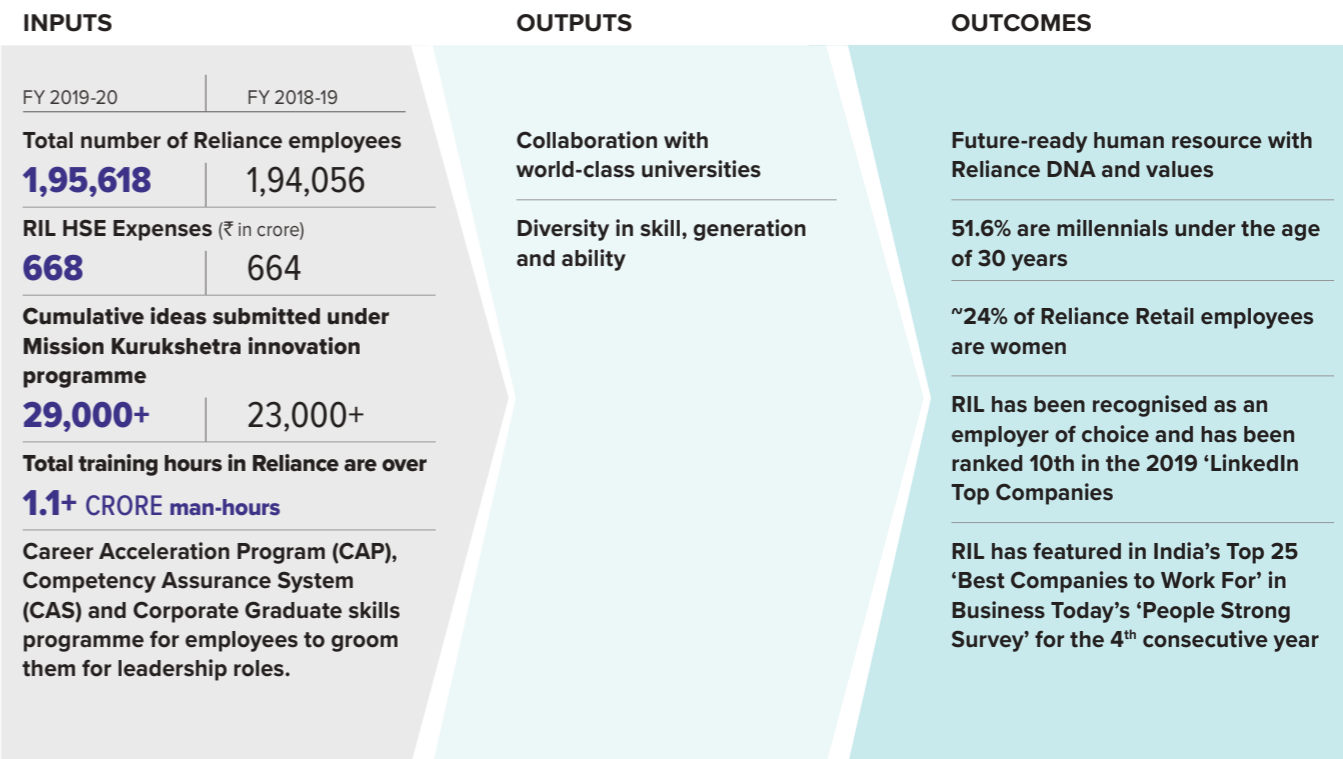 INPUTS
FY 2019-20 FY 2018-19
Total number of Reliance employees
1,95,618 1,94,056
RIL HSE Expenses (₹ in crore)
668 664
Cumulative ideas submitted under
Mission Kurukshetra innovation
programme
29,000+ 23,000+
Total training hours in Reliance are over
1.1+ CRORE man-hours
Career Acceleration Program (CAP),
Competency Assurance System
(CAS) and Corporate Graduate skills
programme for employees to groom
them for leadership roles.
OUTPUTS
Collaboration with
world-class universities
Diversity in skill, generation
and ability
OUTCOMES
Future-ready human resource with
Reliance DNA and values
51.6% are millennials under the age
of 30 years
~24% of Reliance Retail employees
are women
RIL has been recognised as an
employer of choice and has been
ranked 10th in the 2019 ‘LinkedIn
Top Companies
RIL has featured in India’s Top 25
‘Best Companies to Work For’ in
Business Today’s ‘People Strong
Survey’ for the 4th consecutive year